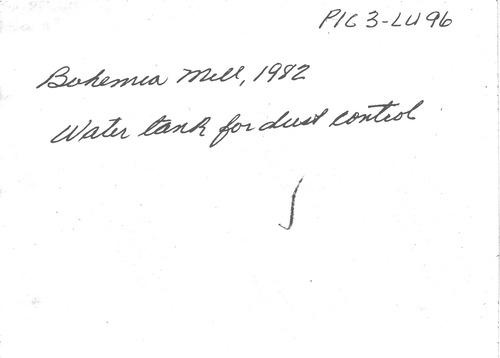 PIC 3-LU96
Bohemia Mill, 1982
Water tank for dust control